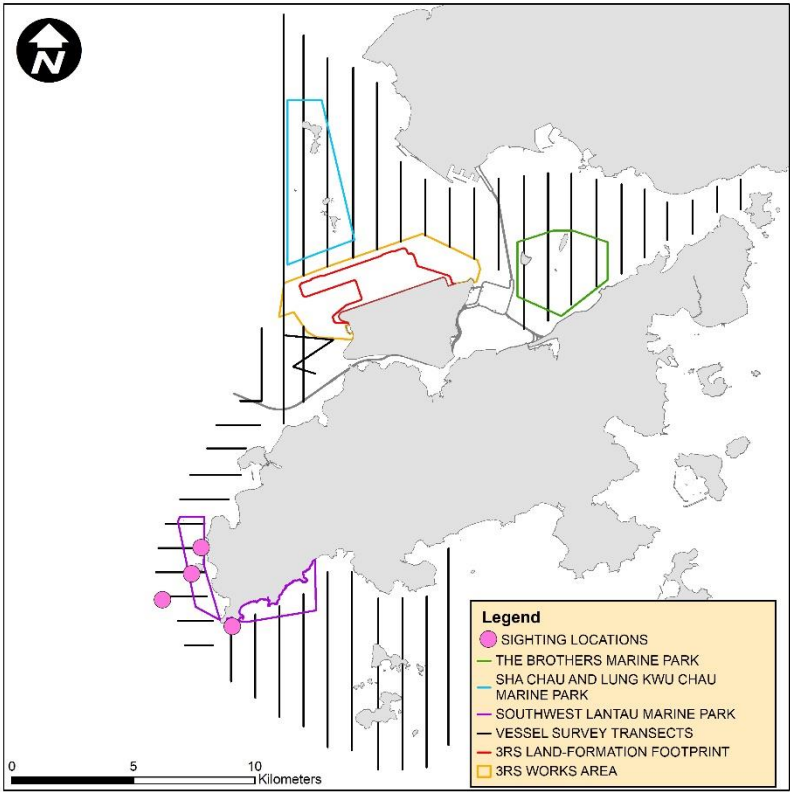 N
Legend
SIGHTING LOCATIONS
THE BROTHERS MARINE PARK
SHA CHAU AND LUNG KWU CHAU
MARINE PARK
SOUTHWEST LANTAU MARINE PARK
VESSEL SURVEY TRANSECTS
3RS LAND-FORMATION FOOTPRINT
3RS WORKS AREA
0 5 10
Kilometers